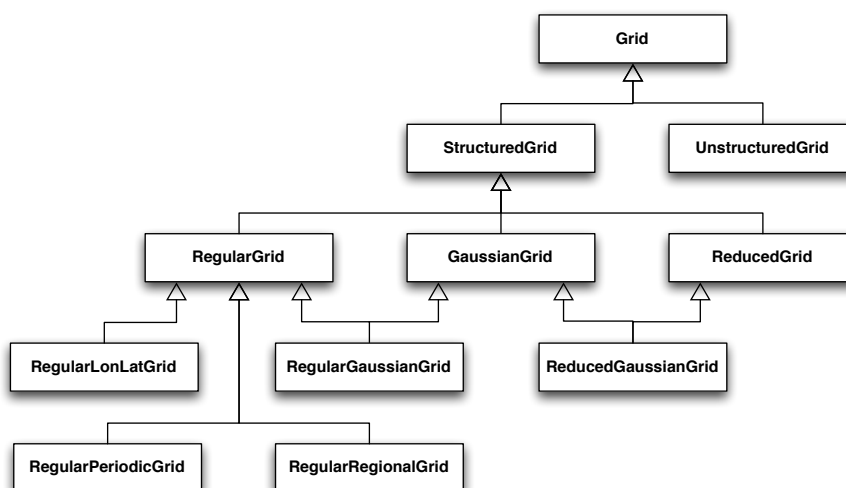 Grid
StructuredGrid
UnstructuredGrid
RegularGrid
GaussianGrid
ReducedGrid
RegularLonLatGrid
RegularGaussianGrid
ReducedGaussianGrid
RegularPeriodicGrid
RegularRegionalGrid